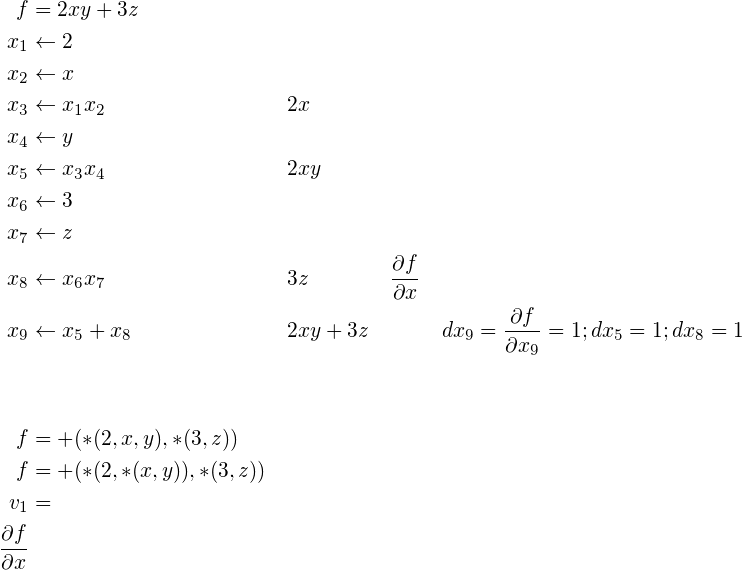 f = 2xy + 3z
x₁ ← 2
x₂ ← x
x₃ ← x₁x₂ 2x
x₄ ← y
x₅ ← x₃x₄ 2xy
x₆ ← 3
x₇ ← z
x₈ ← x₆x₇ 3z ∂f/∂x
x₉ ← x₅ + x₈ 2xy + 3z dx₉ = ∂f/∂x₉ = 1; dx₅ = 1; dx₈ = 1
f = +(∗(2, x, y), ∗(3, z))
f = +(∗(2, ∗(x, y)), ∗(3, z))
v₁ =
∂f/∂x